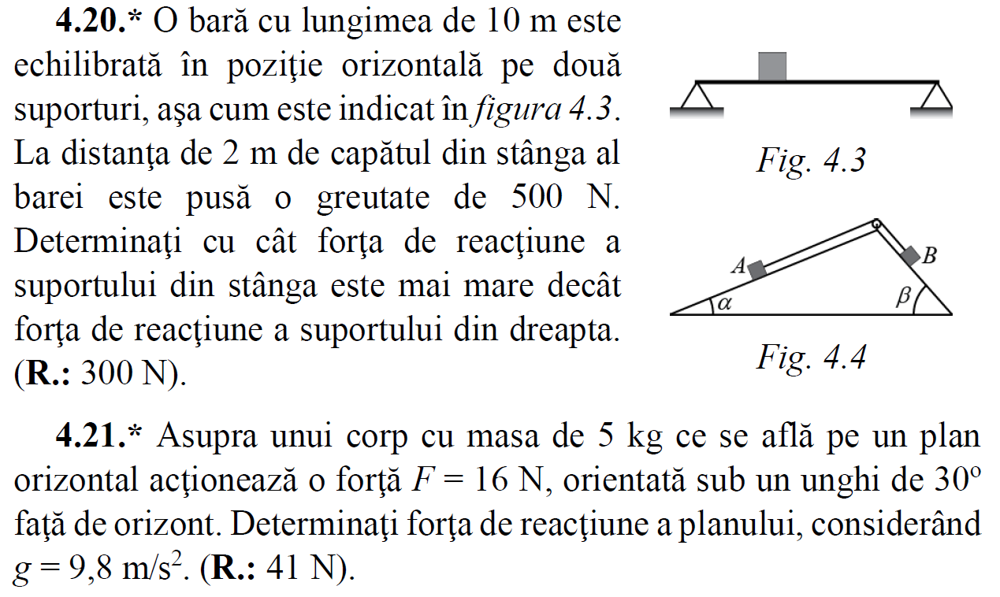 4.20.* O bară cu lungimea de 10 m este
echilibrată în poziţie orizontală pe două
suporturi, aşa cum este indicat în figura 4.3.
La distanţa de 2 m de capătul din stânga al
barei este pusă o greutate de 500 N.
Determinaţi cu cât forţa de reacţiune a
suportului din stânga este mai mare decât
forţa de reacţiune a suportului din dreapta.
(R.: 300 N).
Fig. 4.3
A
B
α
β
Fig. 4.4
4.21.* Asupra unui corp cu masa de 5 kg ce se află pe un plan
orizontal acţionează o forţă F = 16 N, orientată sub un unghi de 30º
faţă de orizont. Determinaţi forţa de reacţiune a planului, considerând
g = 9,8 m/s². (R.: 41 N).